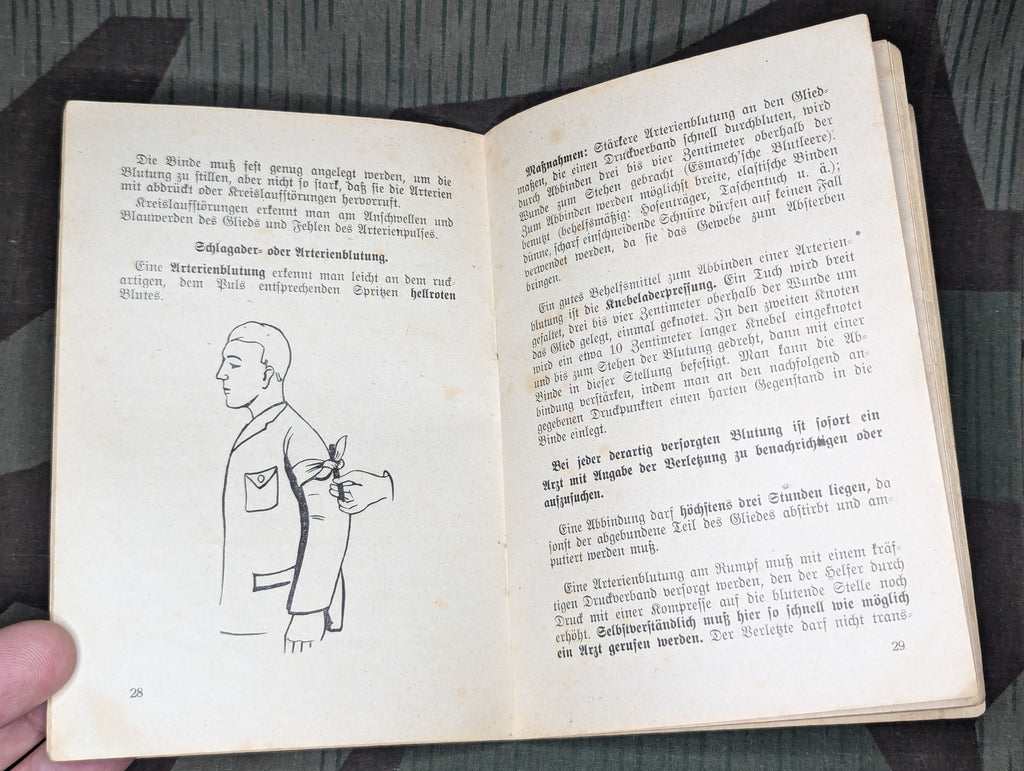 Die Binde muß fest genug angelegt werden, um die
Blutung zu stillen, aber nicht so stark, daß sie die Arterien
mit abdrückt oder Kreislaufstörungen hervorruft.
Kreislaufstörungen erkennt man am Anschwellen und
Blauwerden des Glieds und Fehlen des Arterienpulses.
Schlagader- oder Arterienblutung.
Eine Arterienblutung erkennt man leicht an dem ruck-
artigen, dem Puls entsprechenden Spritzen hellroten
Blutes.
28
Maßnahmen: Stärkere Arterienblutung an den Glied-
maßen, die einen Druckverband schnell durchbluten, wird
durch Abbinden drei bis vier Zentimeter oberhalb der
Wunde zum Stehen gebracht (Esmarch'sche Blutleere).
Zum Abbinden werden möglichst breite, elastische Binden
benutzt (behelfsmäßig: Hosenträger, Taschentuch u. ä.);
dünne, scharf einschneidende Schnüre dürfen auf keinen Fall
verwendet werden, da sie das Gewebe zum Absterben
bringen.
Ein gutes Behelfsmittel zum Abbinden einer Arterien-
blutung ist die Knebeladerpressung. Ein Tuch wird breit
gefaltet, drei bis vier Zentimeter oberhalb der Wunde um
das Glied gelegt, einmal geknotet. In den zweiten Knoten
wird ein etwa 10 Zentimeter langer Knebel eingeknotet
und bis zum Stehen der Blutung gedreht, dann mit einer
Binde in dieser Stellung befestigt. Man kann die Ab-
bindung verstärken, indem man an den nachfolgend an-
gegebenen Druckpunkten einen harten Gegenstand in die
Binde einlegt.
Bei jeder derartig versorgten Blutung ist sofort ein
Arzt mit Angabe der Verletzung zu benachrichtigen oder
aufzusuchen.
Eine Abbindung darf höchstens drei Stunden liegen, da
sonst der abgebundene Teil des Gliedes abstirbt und am-
putiert werden muß.
Eine Arterienblutung am Rumpf muß mit einem kräf-
tigen Druckverband versorgt werden, den der Helfer durch
Druck mit einer Kompresse auf die blutende Stelle noch
erhöht. Selbstverständlich muß hier so schnell wie möglich
ein Arzt gerufen werden. Der Verletzte darf nicht trans-
29